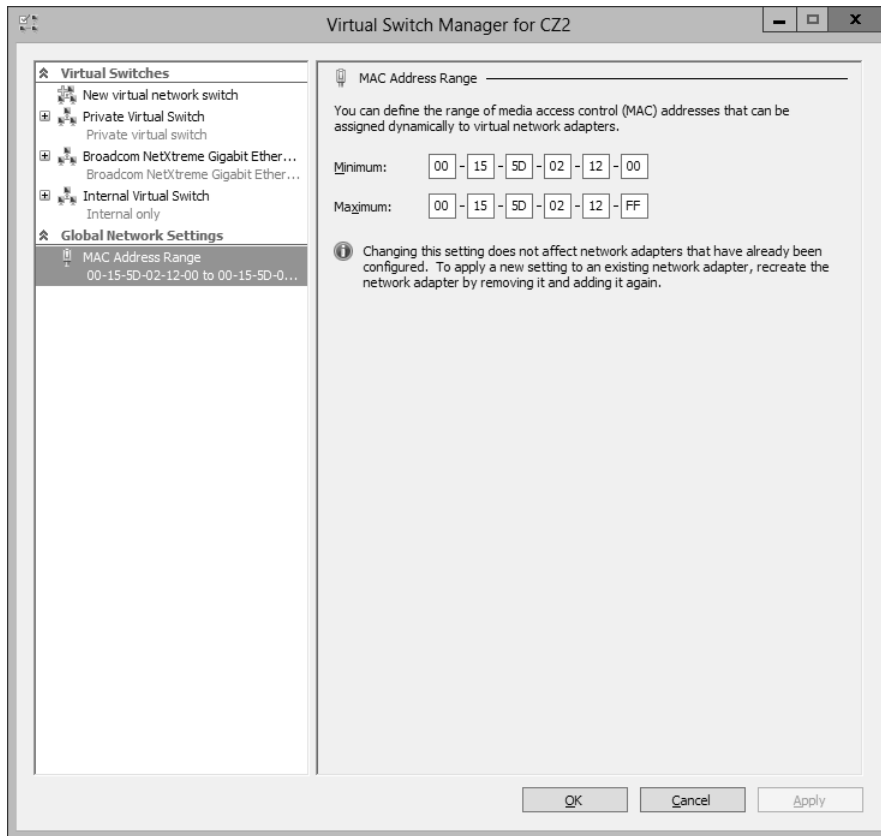 Virtual Switch Manager for CZ2
Virtual Switches
New virtual network switch
Private Virtual Switch
Private virtual switch
Broadcom NetXtreme Gigabit Ether...
Broadcom NetXtreme Gigabit Ether...
Internal Virtual Switch
Internal only
Global Network Settings
MAC Address Range
00-15-5D-02-12-00 to 00-15-5D-0...
MAC Address Range
You can define the range of media access control (MAC) addresses that can be
assigned dynamically to virtual network adapters.
Minimum: 00 - 15 - 5D - 02 - 12 - 00
Maximum: 00 - 15 - 5D - 02 - 12 - FF
Changing this setting does not affect network adapters that have already been
configured. To apply a new setting to an existing network adapter, recreate the
network adapter by removing it and adding it again.
OK Cancel Apply